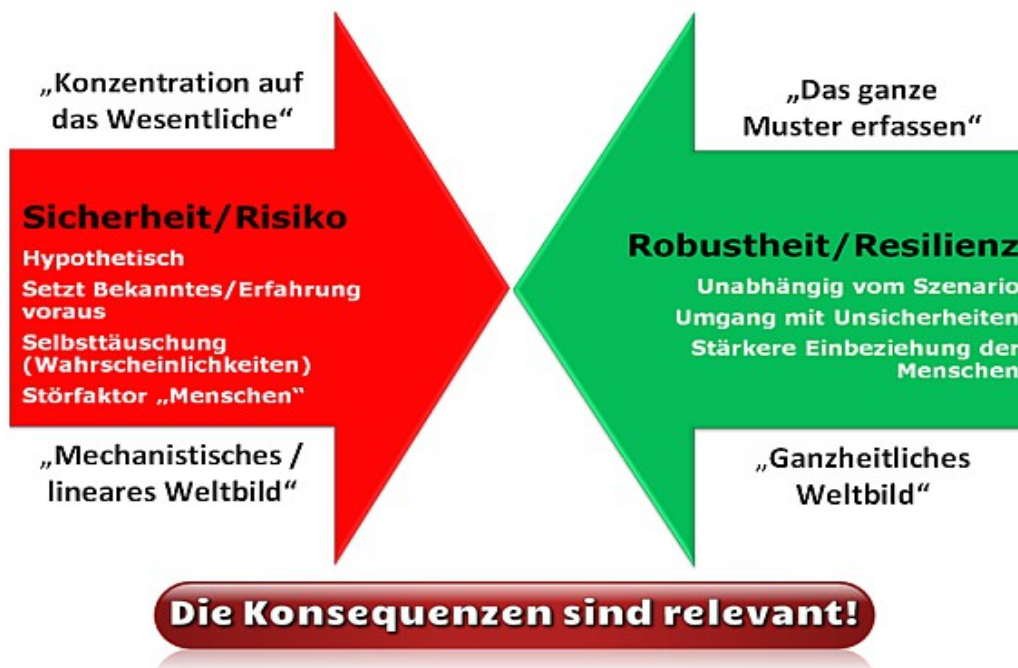 „Konzentration auf
das Wesentliche“
Sicherheit/Risiko
Hypothetisch
Setzt Bekanntes/Erfahrung
voraus
Selbsttäuschung
(Wahrscheinlichkeiten)
Störfaktor „Menschen“
„Mechanistisches /
lineares Weltbild“
„Das ganze
Muster erfassen“
Robustheit/Resilienz
Unabhängig vom Szenario
Umgang mit Unsicherheiten
Stärkere Einbeziehung der
Menschen
„Ganzheitliches
Weltbild“
Die Konsequenzen sind relevant!